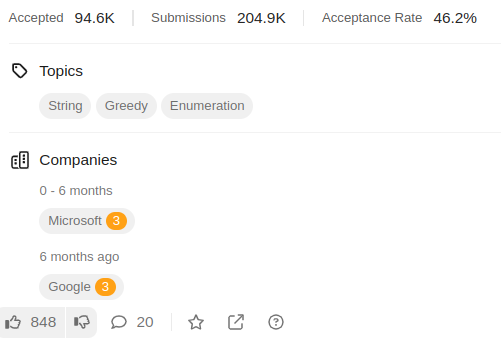 Accepted 94.6K Submissions 204.9K Acceptance Rate 46.2%
Topics
String Greedy Enumeration
Companies
0 - 6 months
Microsoft 3
6 months ago
Google 3
848 20